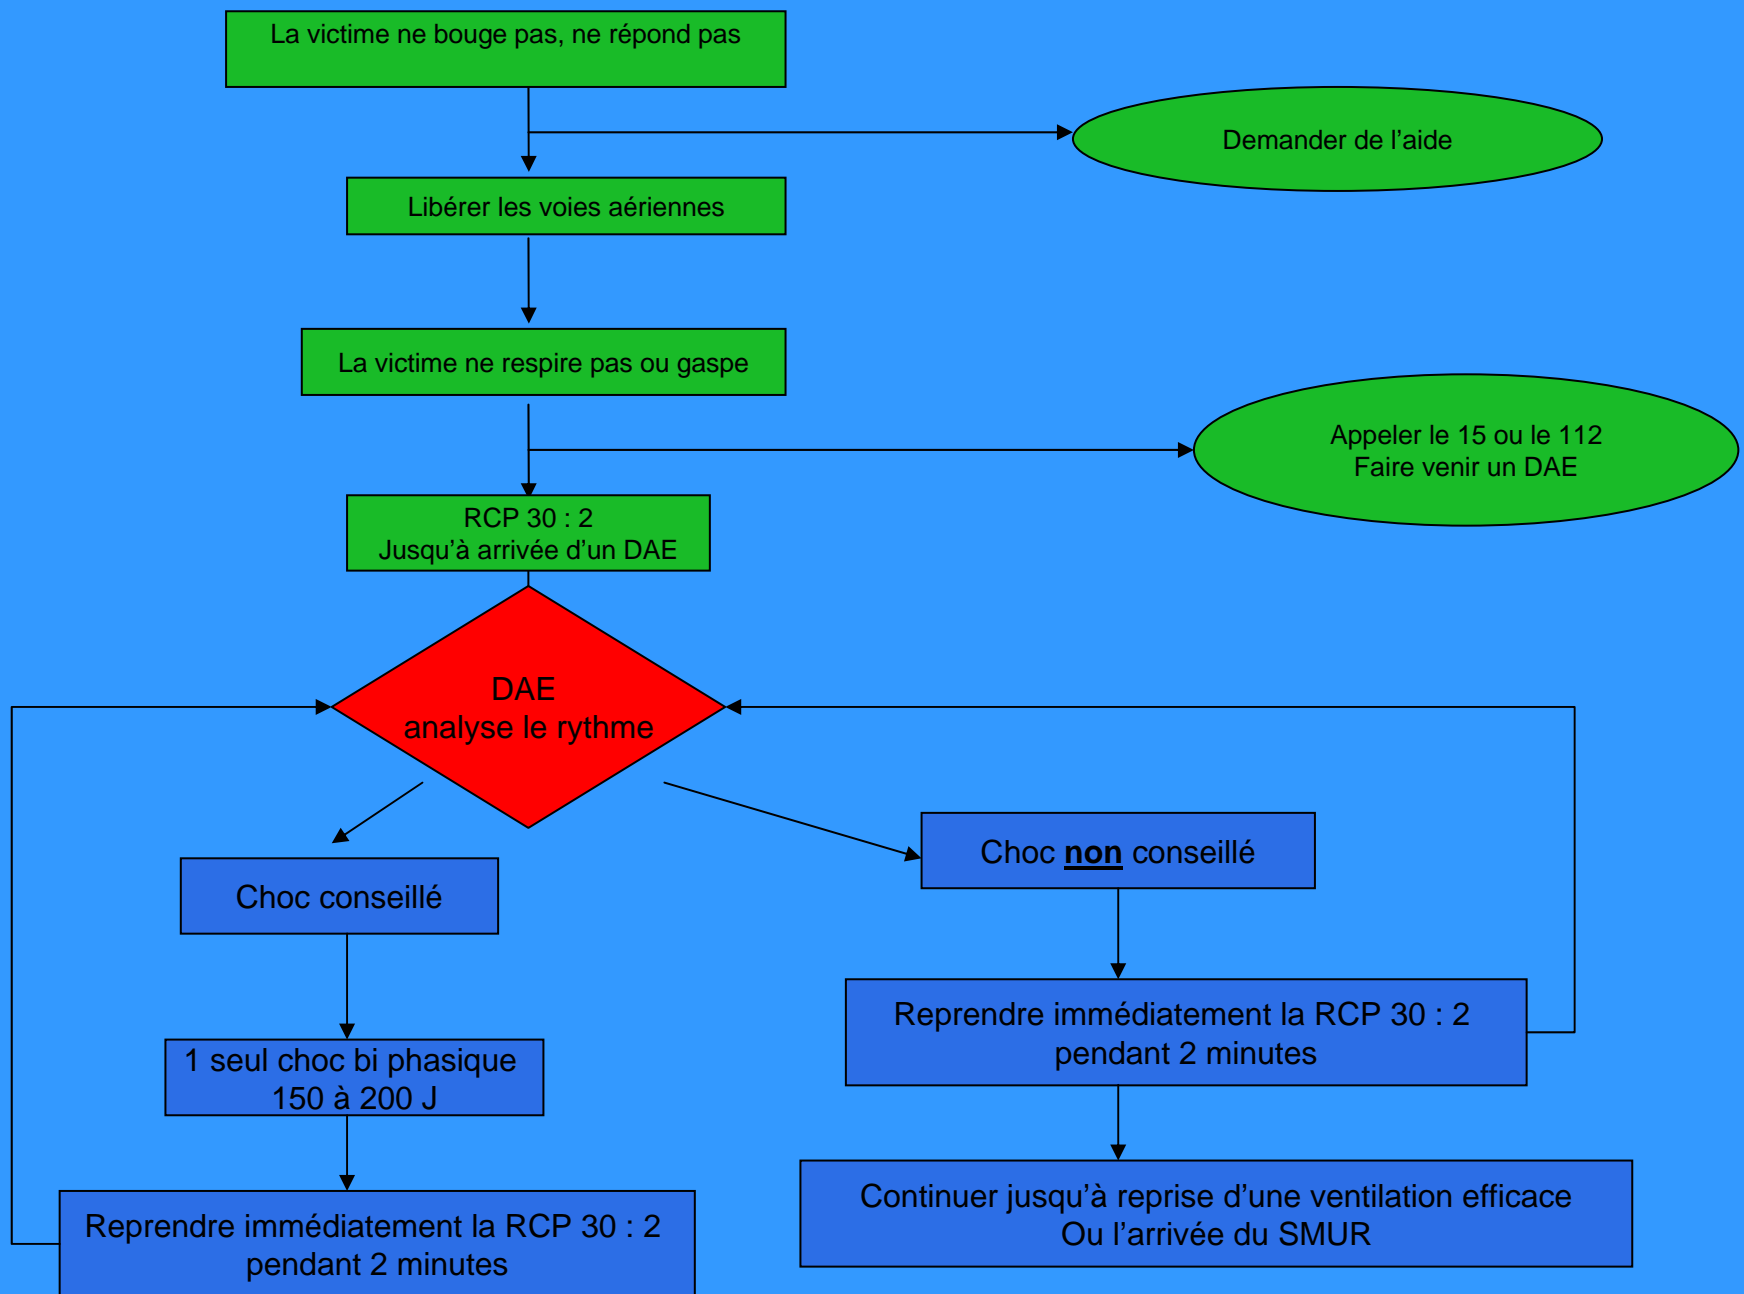 La victime ne bouge pas, ne répond pas
Demander de l'aide
Libérer les voies aériennes
La victime ne respire pas ou gaspe
Appeler le 15 ou le 112
Faire venir un DAE
RCP 30 : 2
Jusqu'à arrivée d'un DAE
DAE
analyse le rythme
Choc non conseillé
Choc conseillé
Reprendre immédiatement la RCP 30 : 2
pendant 2 minutes
1 seul choc bi phasique
150 à 200 J
Continuer jusqu'à reprise d'une ventilation efficace
Ou l'arrivée du SMUR
Reprendre immédiatement la RCP 30 : 2
pendant 2 minutes